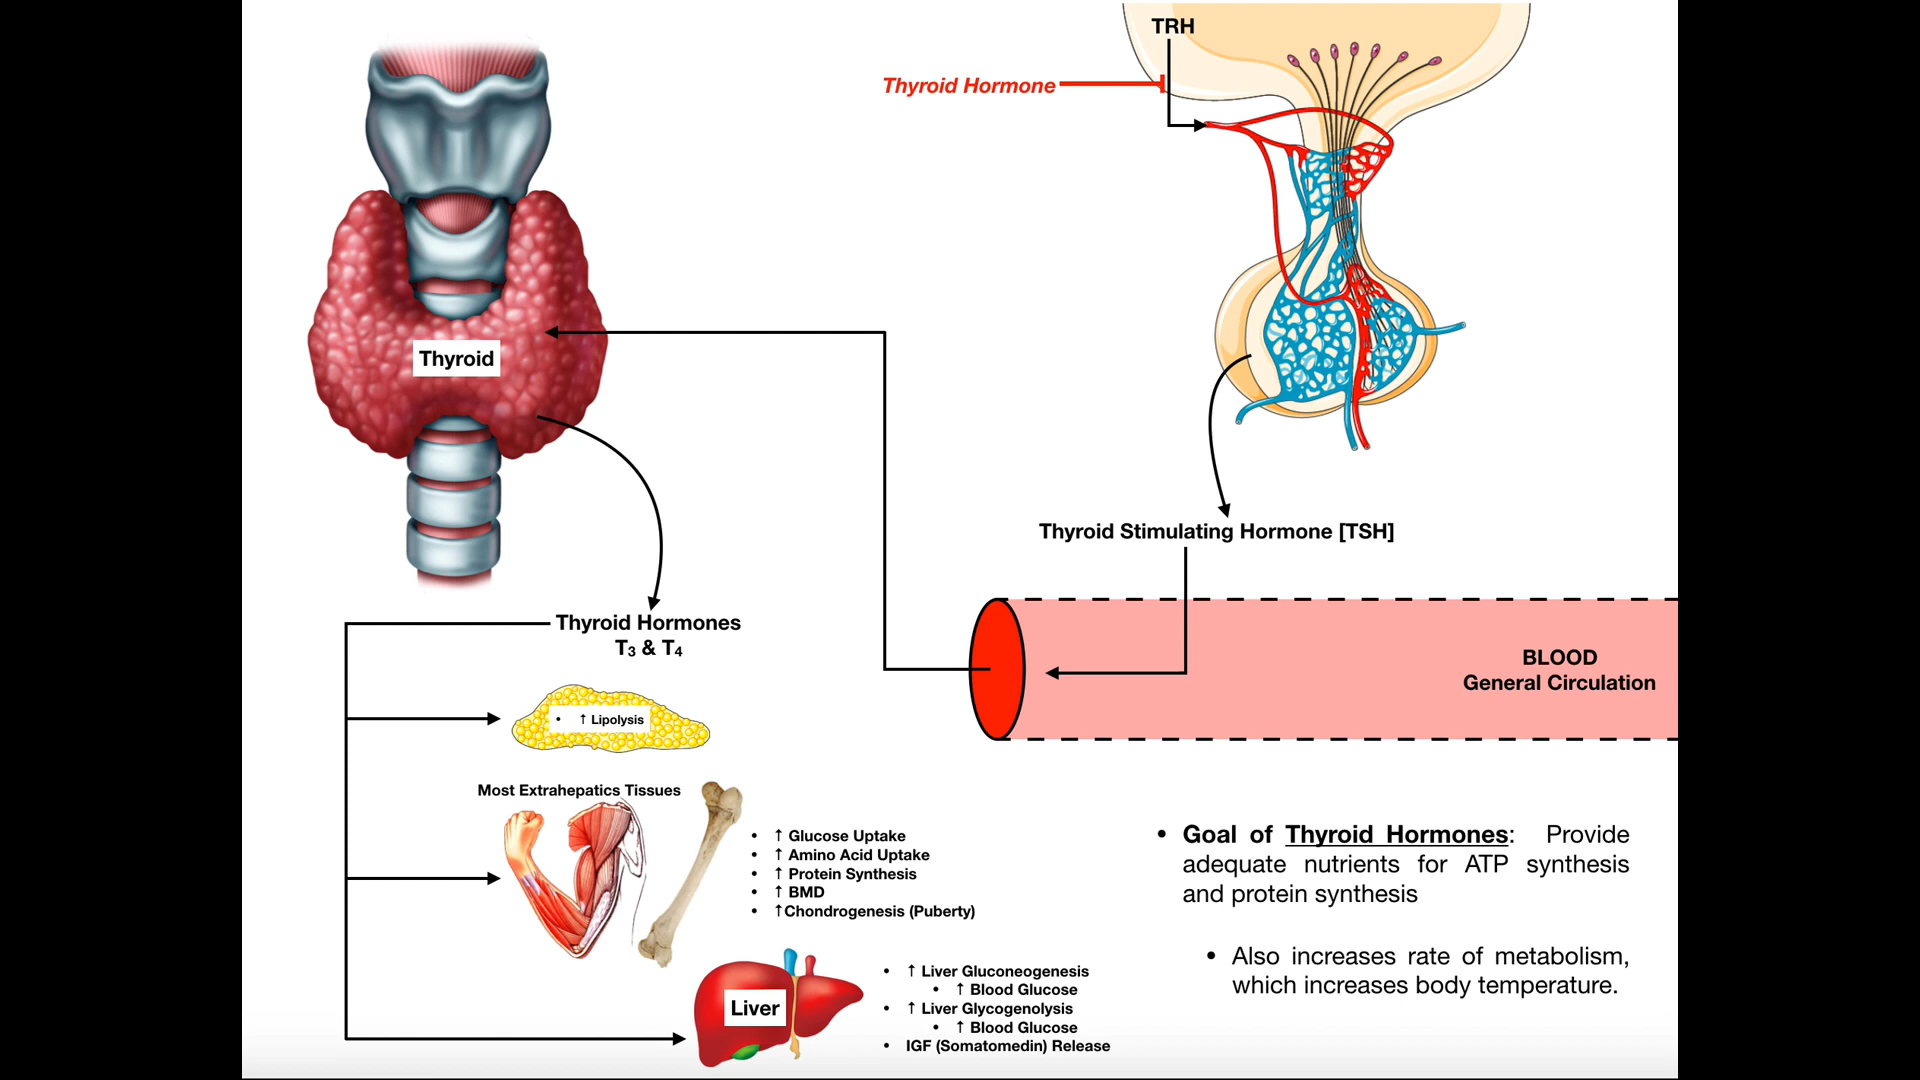 TRH
Thyroid Hormone
Thyroid
Thyroid Stimulating Hormone [TSH]
BLOOD
General Circulation
Thyroid Hormones
T₃ & T₄
• ↑ Lipolysis
Most Extrahepatics Tissues
• ↑ Glucose Uptake
• ↑ Amino Acid Uptake
• ↑ Protein Synthesis
• ↑ BMD
• ↑Chondrogenesis (Puberty)
Liver
• ↑ Liver Gluconeogenesis
• ↑ Blood Glucose
• ↑ Liver Glycogenolysis
• ↑ Blood Glucose
• IGF (Somatomedin) Release
• Goal of Thyroid Hormones: Provide
adequate nutrients for ATP synthesis
and protein synthesis
• Also increases rate of metabolism,
which increases body temperature.